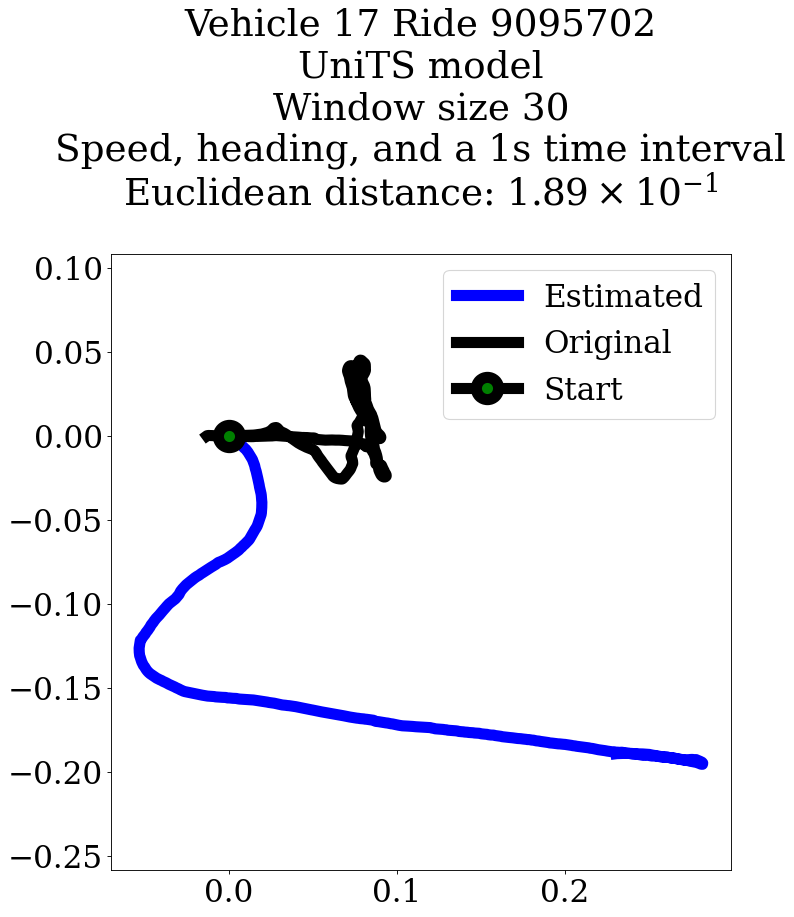 Vehicle 17 Ride 9095702
UniTS model
Window size 30
Speed, heading, and a 1s time interval
Euclidean distance: 1.89 × 10⁻¹
Estimated
Original
Start
0.10
0.05
0.00
−0.05
−0.10
−0.15
−0.20
−0.25
0.0 0.1 0.2